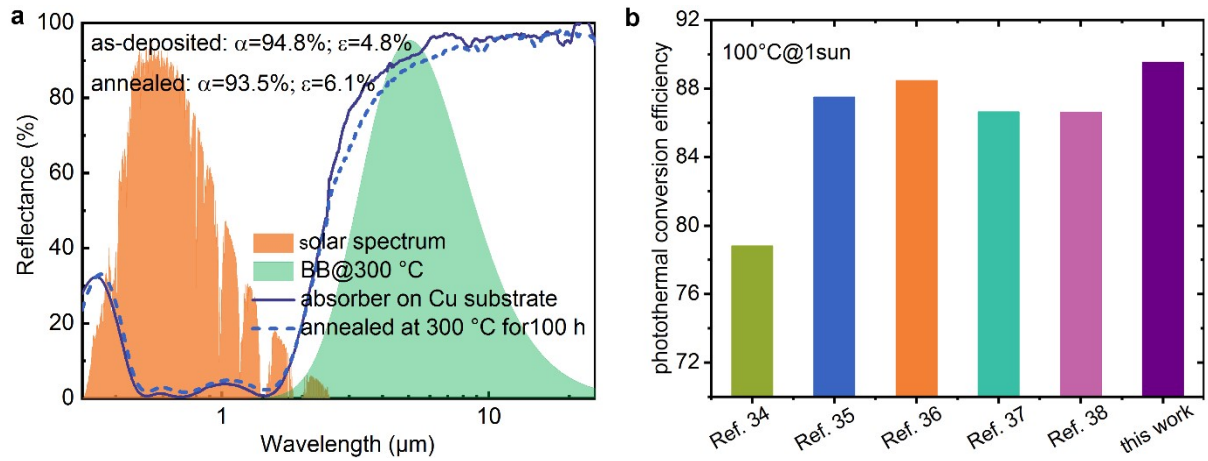 a
as-deposited: α=94.8%; ε=4.8%
annealed: α=93.5%; ε=6.1%
solar spectrum
BB@300 °C
absorber on Cu substrate
annealed at 300 °C for100 h
Reflectance (%)
100
80
60
40
20
0
1
10
Wavelength (µm)
b
100°C@1sun
photothermal conversion efficiency
92
88
84
80
76
72
Ref. 34
Ref. 35
Ref. 36
Ref. 37
Ref. 38
this work